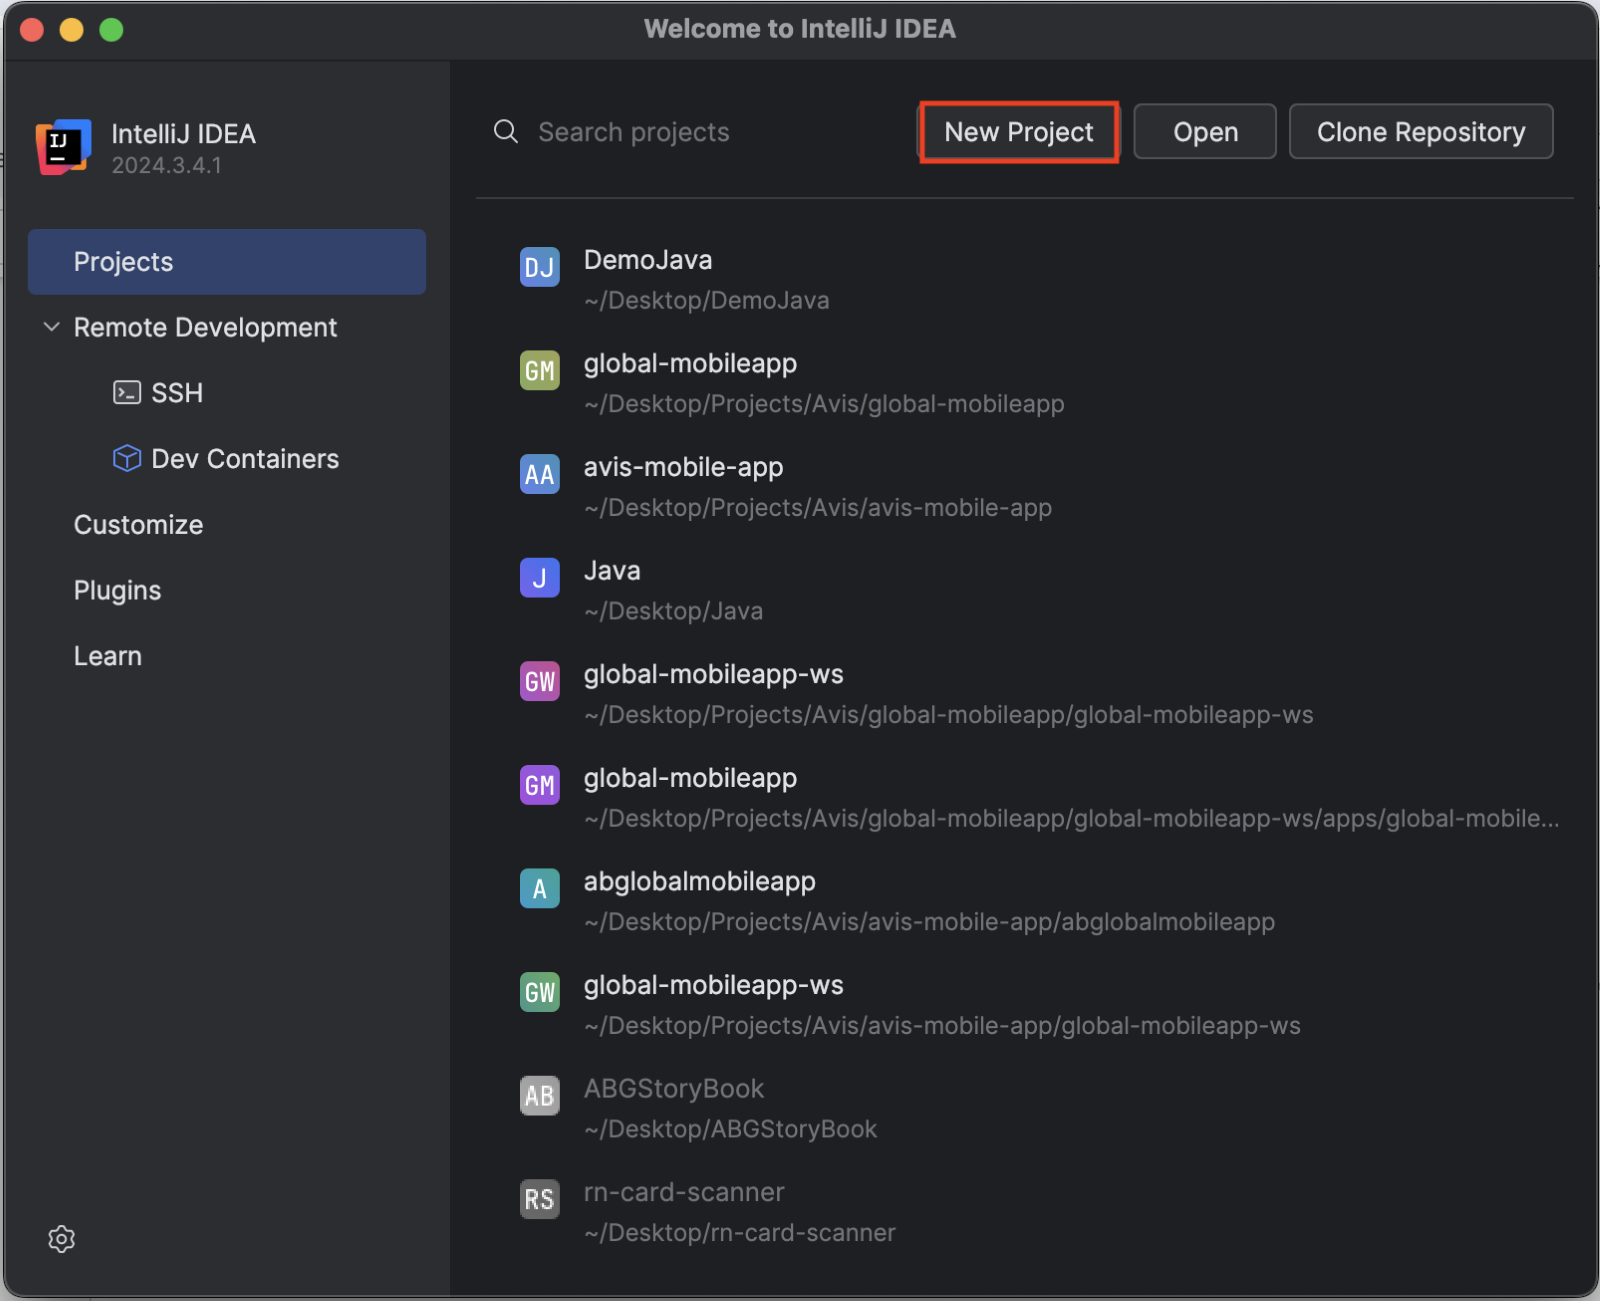 Welcome to IntelliJ IDEA
IJ
IntelliJ IDEA
2024.3.4.1
Projects
Remote Development
SSH
Dev Containers
Customize
Plugins
Learn
Search projects
New Project
Open
Clone Repository
DJ
DemoJava
~/Desktop/DemoJava
GM
global-mobileapp
~/Desktop/Projects/Avis/global-mobileapp
AA
avis-mobile-app
~/Desktop/Projects/Avis/avis-mobile-app
J
Java
~/Desktop/Java
GW
global-mobileapp-ws
~/Desktop/Projects/Avis/global-mobileapp/global-mobileapp-ws
GM
global-mobileapp
~/Desktop/Projects/Avis/global-mobileapp/global-mobileapp-ws/apps/global-mobile...
A
abglobalmobileapp
~/Desktop/Projects/Avis/avis-mobile-app/abglobalmobileapp
GW
global-mobileapp-ws
~/Desktop/Projects/Avis/avis-mobile-app/global-mobileapp-ws
AB
ABGStoryBook
~/Desktop/ABGStoryBook
RS
rn-card-scanner
~/Desktop/rn-card-scanner